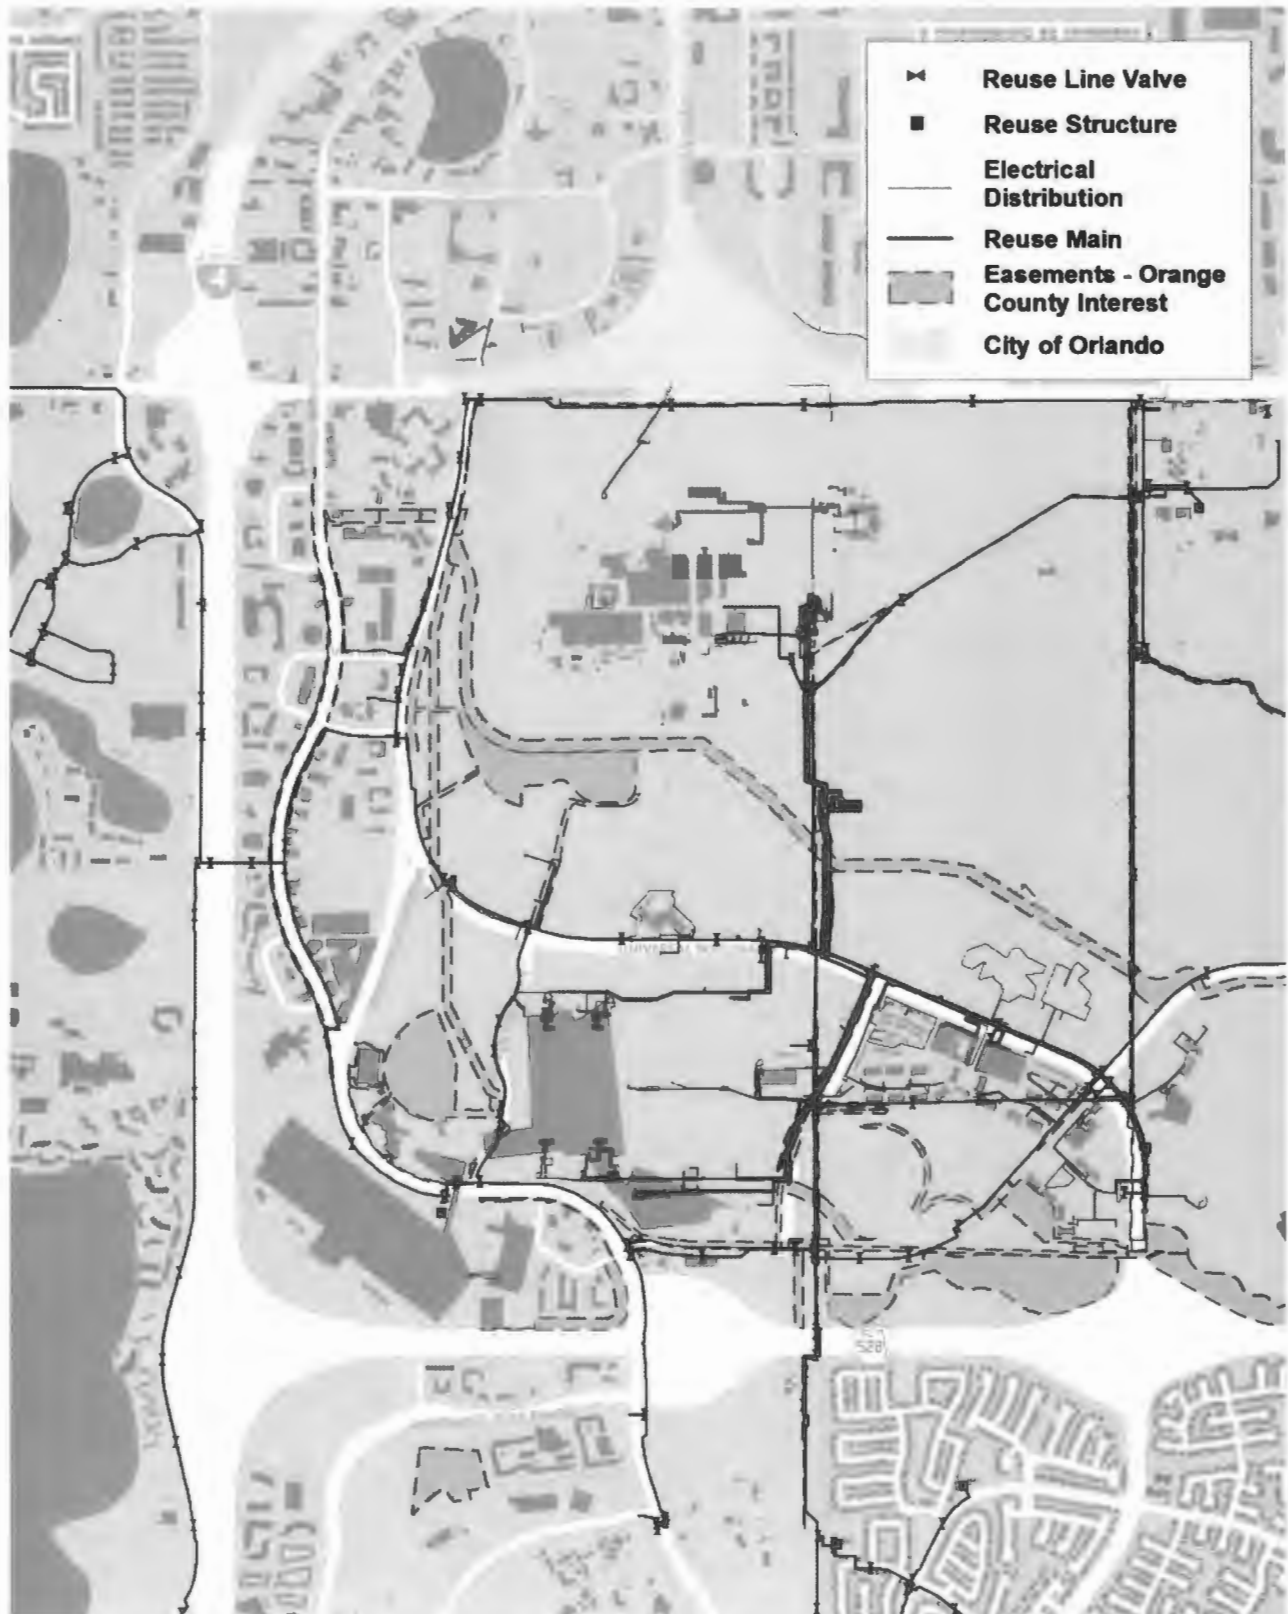 Reuse Line Valve
Reuse Structure
Electrical
Distribution
Reuse Main
Easements - Orange
County Interest
City of Orlando
528